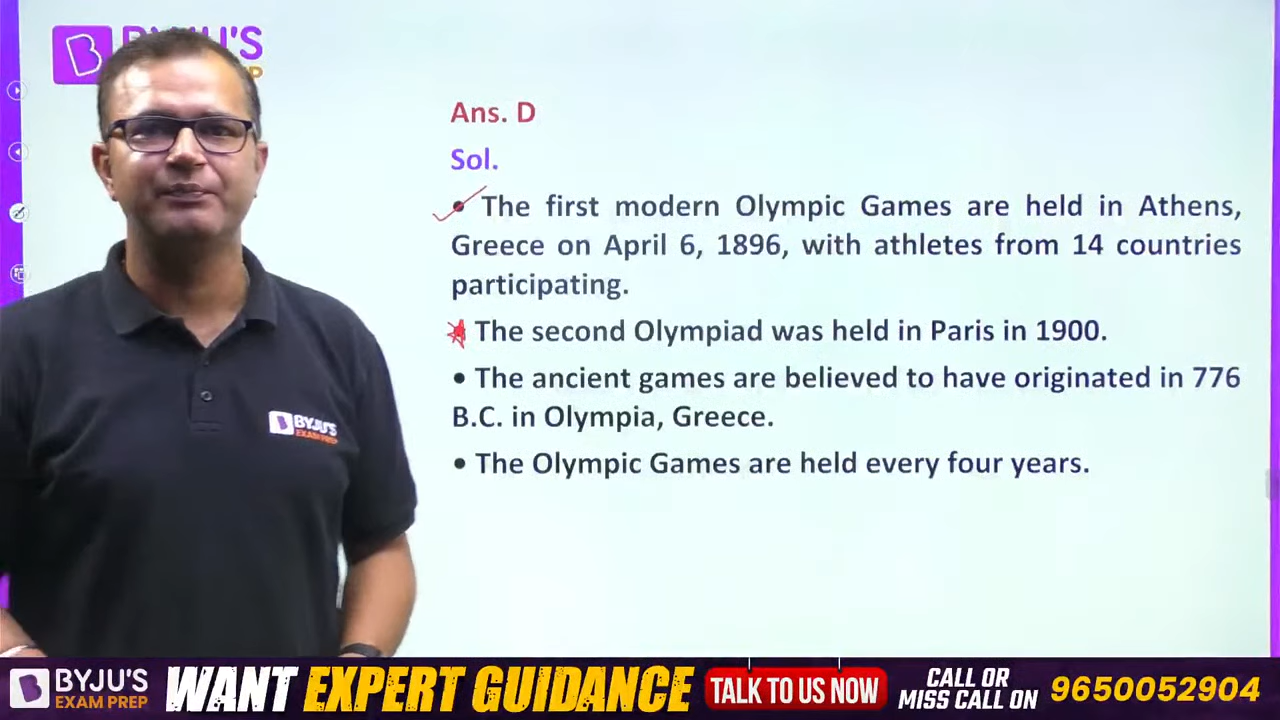 BYJU'S
Ans. D
Sol.
• The first modern Olympic Games are held in Athens,
Greece on April 6, 1896, with athletes from 14 countries
participating.
The second Olympiad was held in Paris in 1900.
• The ancient games are believed to have originated in 776
B.C. in Olympia, Greece.
• The Olympic Games are held every four years.
BYJU'S
EXAM PREP
BYJU'S
EXAM PREP
WANT EXPERT GUIDANCE
TALK TO US NOW
CALL OR
MISS CALL ON
9650052904